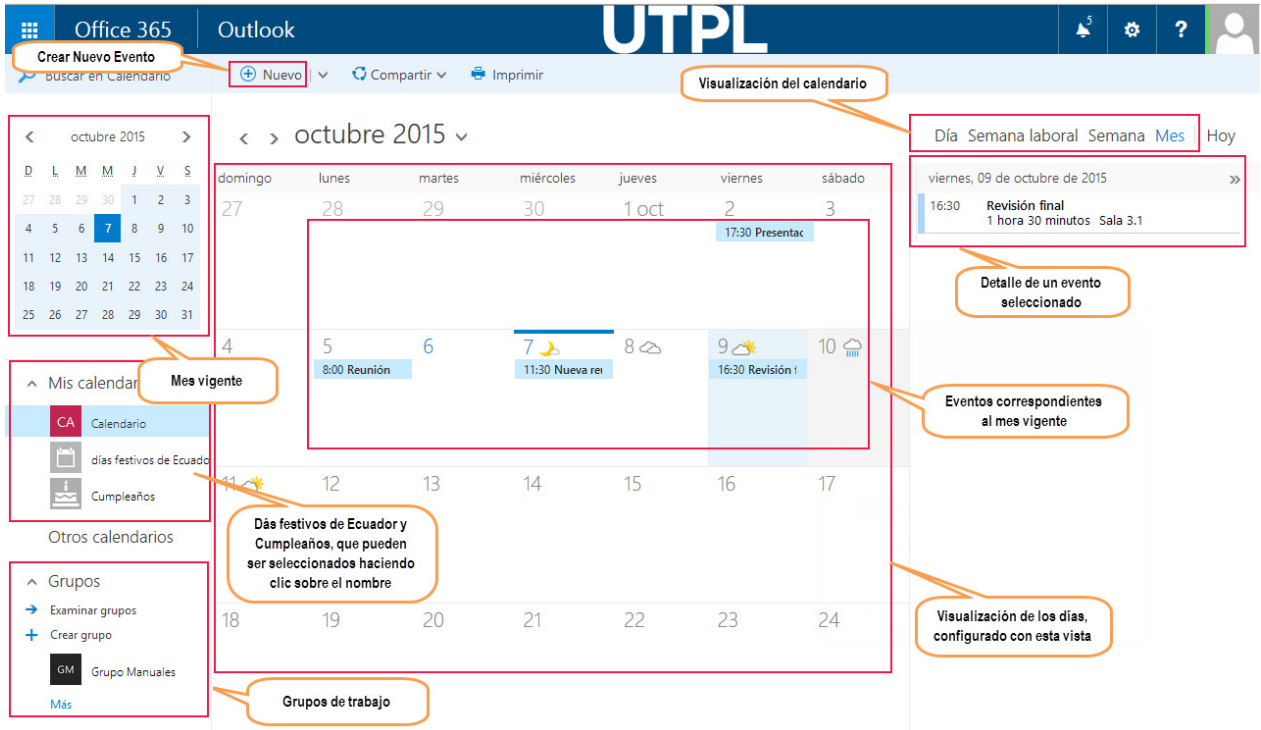 Office 365
Outlook
UTPL
5
?
Crear Nuevo Evento
Buscar en Calendario
Nuevo
Compartir
Imprimir
Visualización del calendario
octubre 2015
D L M M J V S
27 28 29 30 1 2 3
4 5 6 7 8 9 10
11 12 13 14 15 16 17
18 19 20 21 22 23 24
25 26 27 28 29 30 31
Mes vigente
octubre 2015
Día Semana laboral Semana Mes Hoy
domingo lunes martes miércoles jueves viernes sábado
27 28 29 30 1 oct 2 3
17:30 Presentac
4 5 6 7 8 9 10
8:00 Reunión
11:30 Nueva reu
16:30 Revisión f
11 12 13 14 15 16 17
18 19 20 21 22 23 24
viernes, 09 de octubre de 2015
16:30 Revisión final
1 hora 30 minutos Sala 3.1
Detalle de un evento
seleccionado
Eventos correspondientes
al mes vigente
Visualización de los días,
configurado con esta vista
Mis calendar
CA Calendario
días festivos de Ecuado
Cumpleaños
Dás festivos de Ecuador y
Cumpleaños, que pueden
ser seleccionados haciendo
clic sobre el nombre
Otros calendarios
Grupos
Examinar grupos
Crear grupo
GM Grupo Manuales
Más
Grupos de trabajo